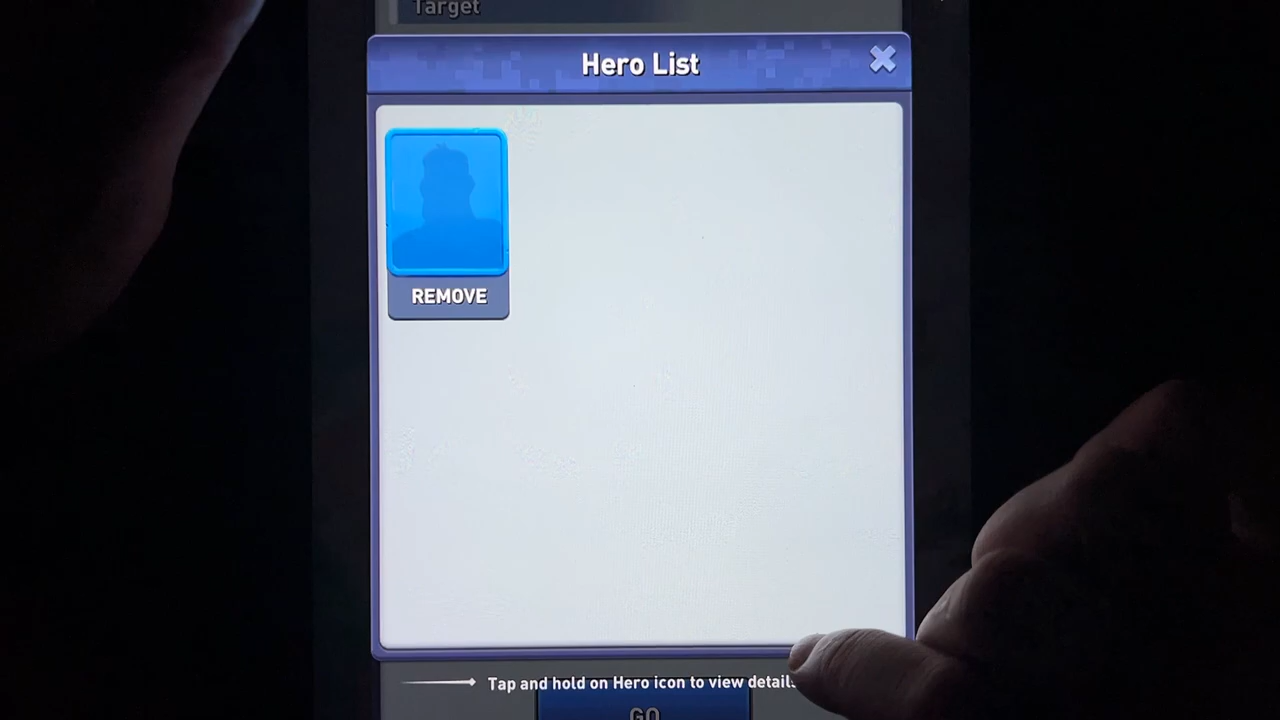 Target
Hero List
REMOVE
Tap and hold on Hero icon to view details
GO